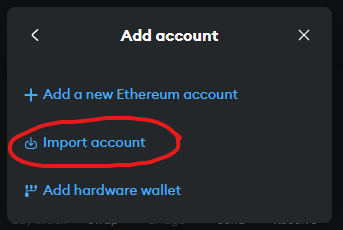 Add account
Add a new Ethereum account
Import account
Add hardware wallet